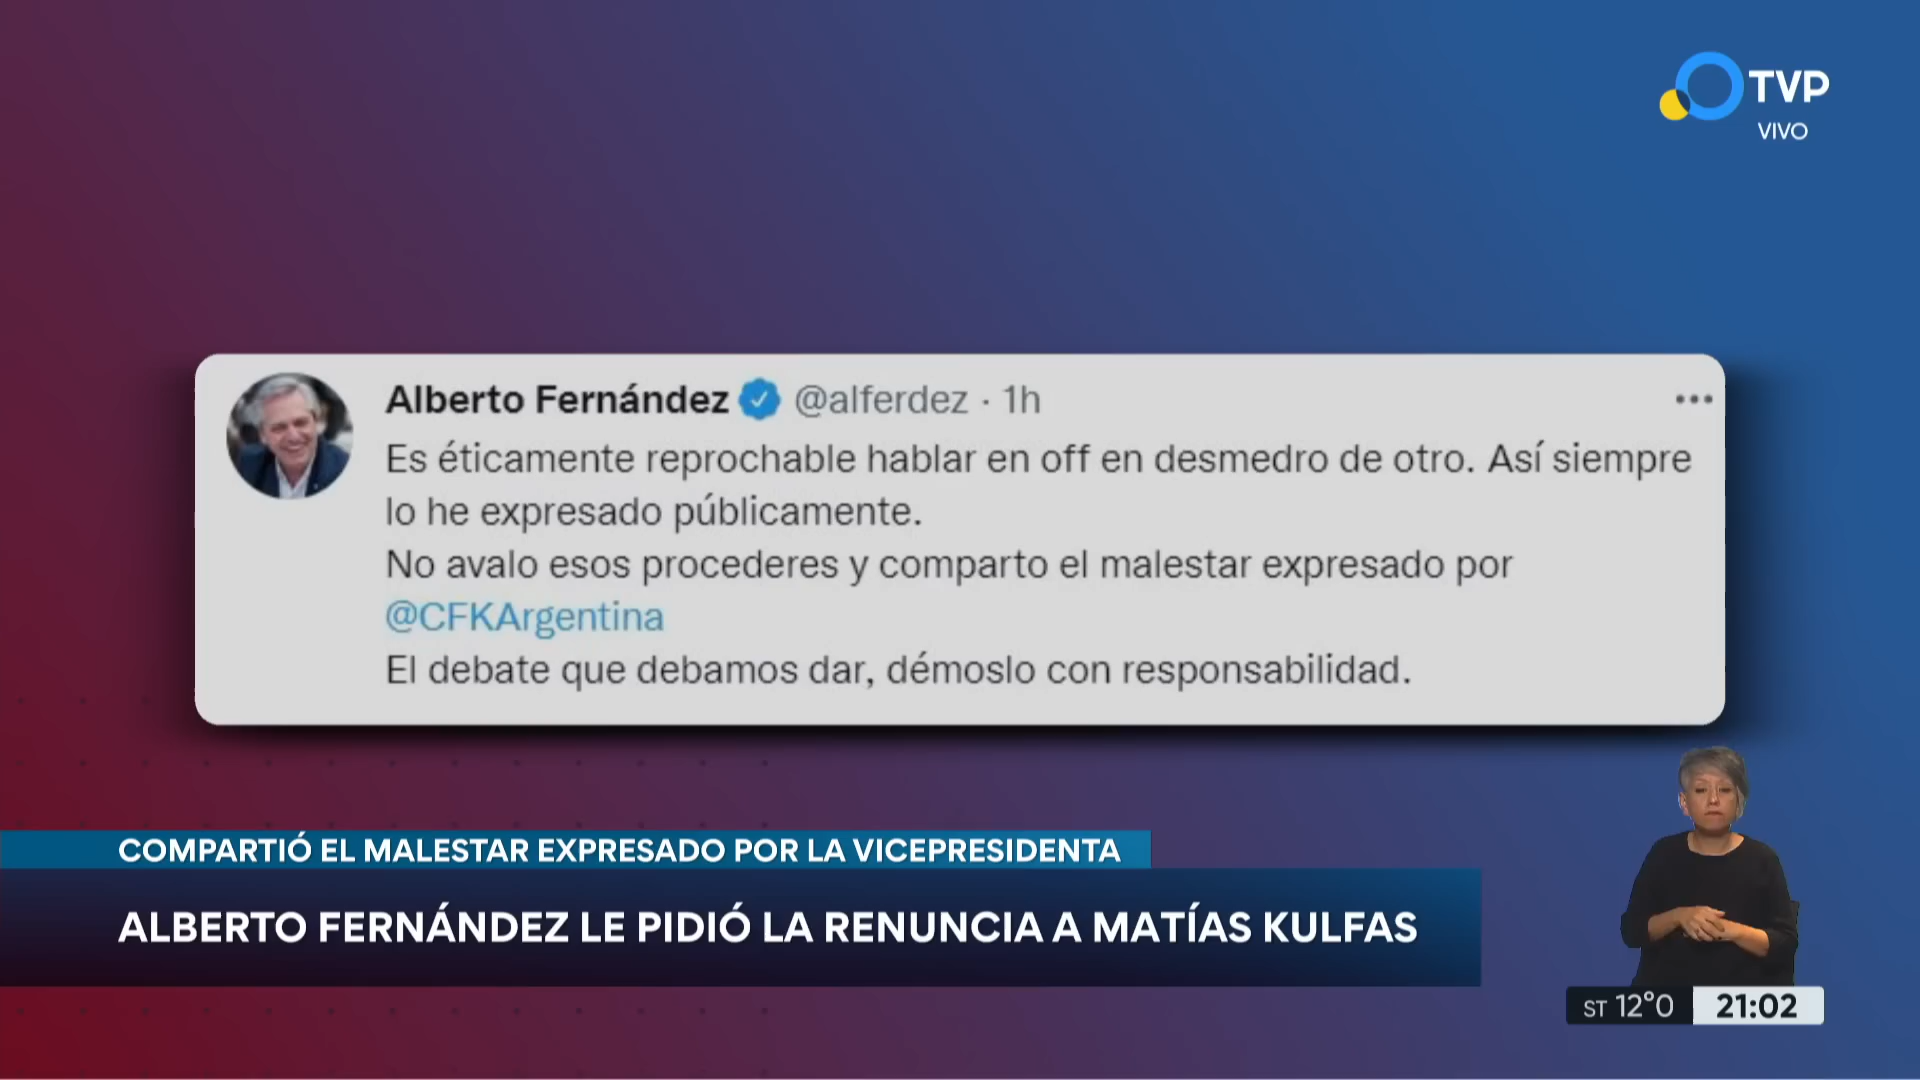 TVP
VIVO
Alberto Fernández @alferdez · 1h
Es éticamente reprochable hablar en off en desmedro de otro. Así siempre
lo he expresado públicamente.
No avalo esos procederes y comparto el malestar expresado por
@CFKArgentina
El debate que debamos dar, démoslo con responsabilidad.
COMPARTIÓ EL MALESTAR EXPRESADO POR LA VICEPRESIDENTA
ALBERTO FERNÁNDEZ LE PIDIÓ LA RENUNCIA A MATÍAS KULFAS
ST 12°0 21:02